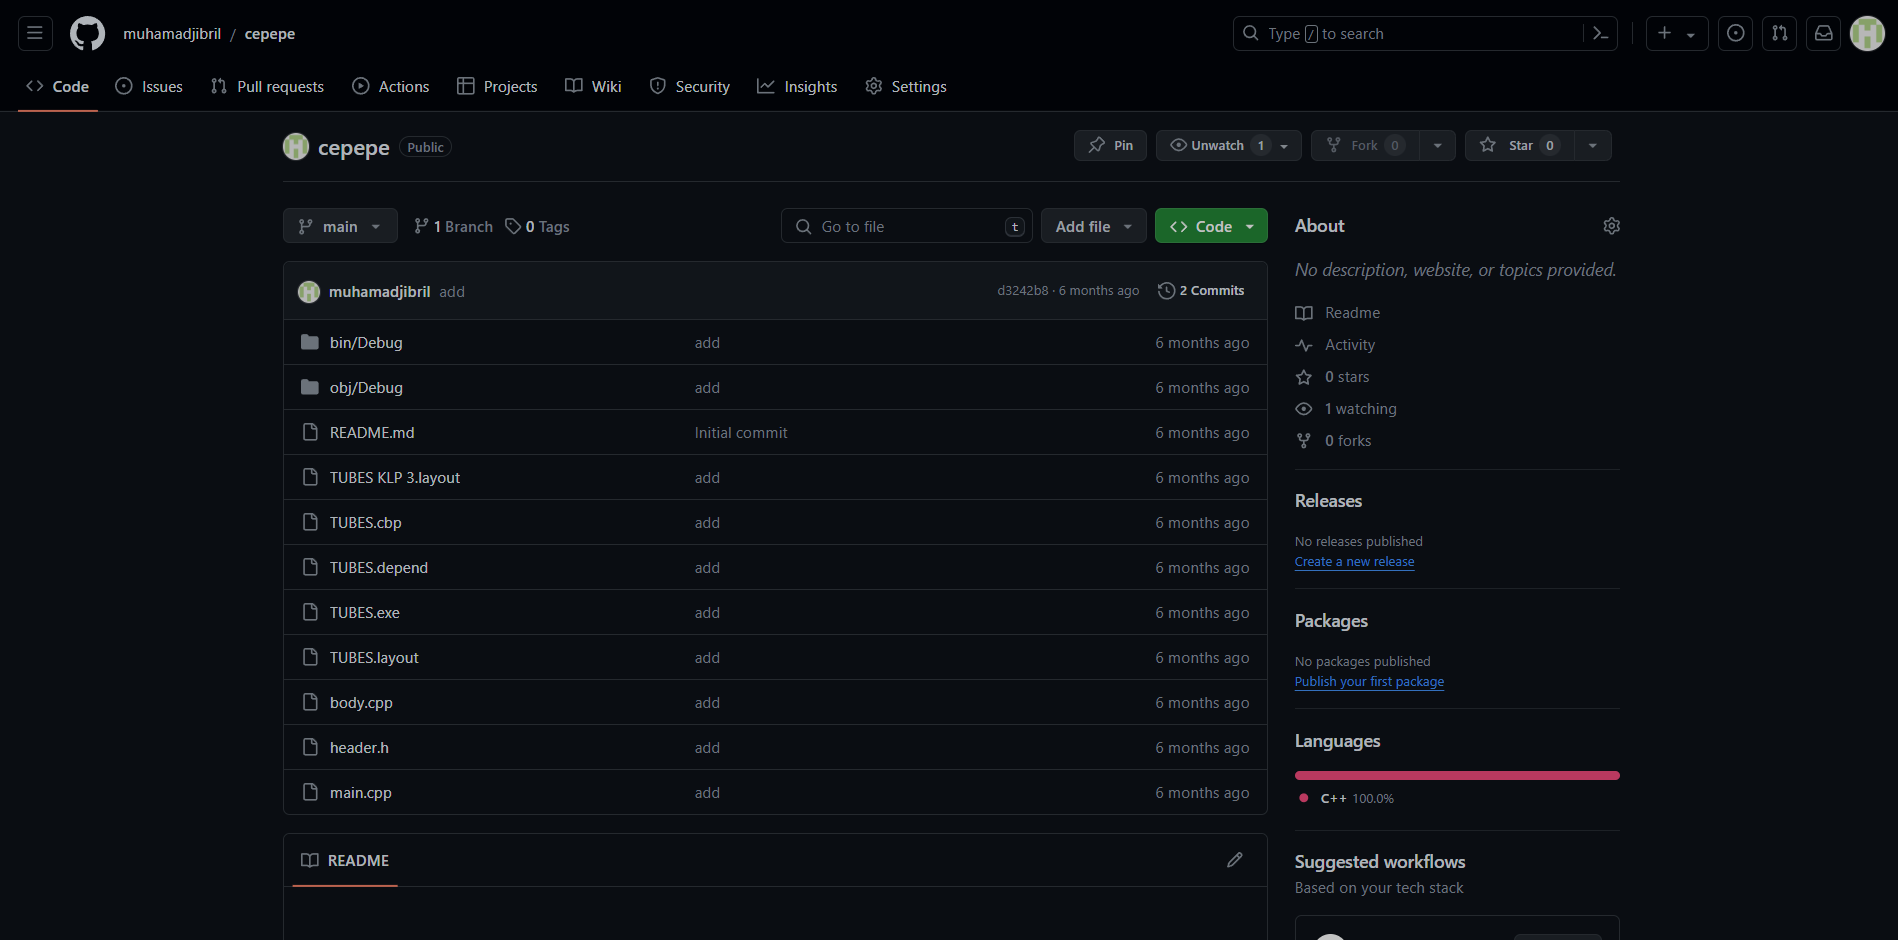 muhamadjibril / cepepe
Type / to search
Code Issues Pull requests Actions Projects Wiki Security Insights Settings
cepepe Public
Pin Unwatch 1 Fork 0 Star 0
main 1 Branch 0 Tags Go to file t Add file Code
muhamadjibril add d3242b8 · 6 months ago 2 Commits
bin/Debug add 6 months ago
obj/Debug add 6 months ago
README.md Initial commit 6 months ago
TUBES KLP 3.layout add 6 months ago
TUBES.cbp add 6 months ago
TUBES.depend add 6 months ago
TUBES.exe add 6 months ago
TUBES.layout add 6 months ago
body.cpp add 6 months ago
header.h add 6 months ago
main.cpp add 6 months ago
README
About
No description, website, or topics provided.
Readme
Activity
0 stars
1 watching
0 forks
Releases
No releases published
Create a new release
Packages
No packages published
Publish your first package
Languages
C++ 100.0%
Suggested workflows
Based on your tech stack